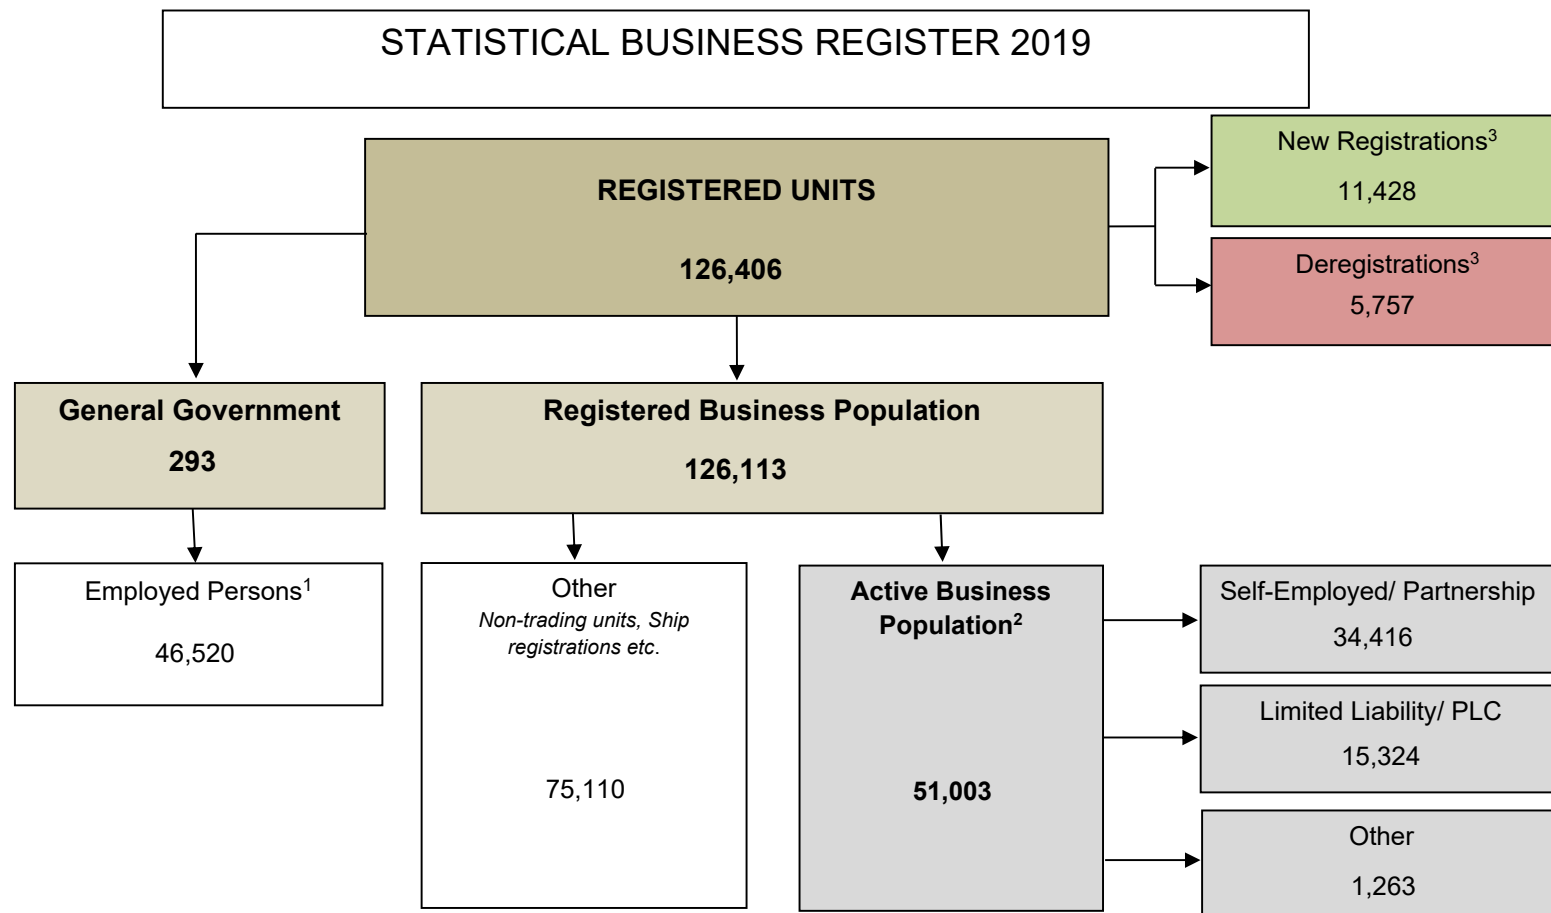 STATISTICAL BUSINESS REGISTER 2019
REGISTERED UNITS
126,406
New Registrations³
11,428
Deregistrations³
5,757
General Government
293
Registered Business Population
126,113
Employed Persons¹
46,520
Other
Non-trading units, Ship
registrations etc.
75,110
Active Business
Population²
51,003
Self-Employed/ Partnership
34,416
Limited Liability/ PLC
15,324
Other
1,263